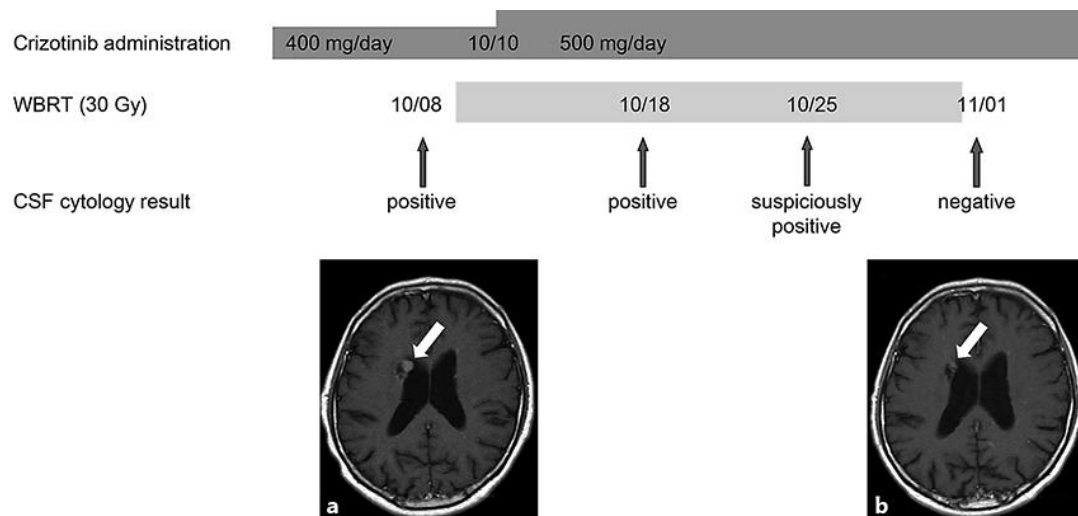 Crizotinib administration 400 mg/day 10/10 500 mg/day
WBRT (30 Gy) 10/08 10/18 10/25 11/01
CSF cytology result positive positive suspiciously negative
positive
a b